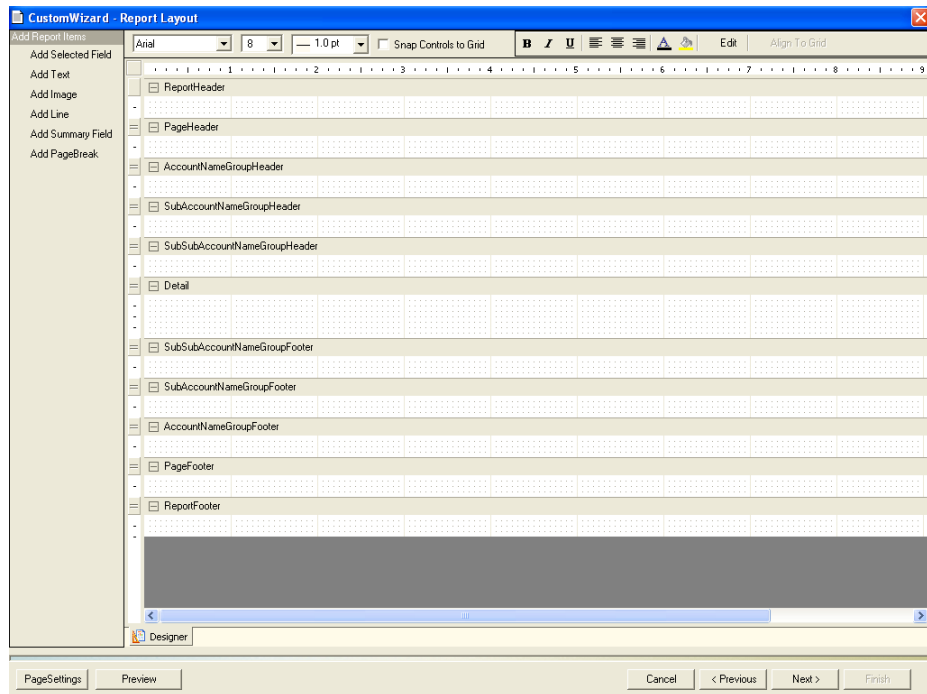 CustomWizard - Report Layout
Add Report Items
Add Selected Field
Add Text
Add Image
Add Line
Add Summary Field
Add PageBreak
Arial 8 1.0 pt Snap Controls to Grid B I U A Edit Align To Grid
1 2 3 4 5 6 7 8 9
ReportHeader
PageHeader
AccountNameGroupHeader
SubAccountNameGroupHeader
SubSubAccountNameGroupHeader
Detail
SubSubAccountNameGroupFooter
SubAccountNameGroupFooter
AccountNameGroupFooter
PageFooter
ReportFooter
Designer
PageSettings Preview Cancel < Previous Next > Finish